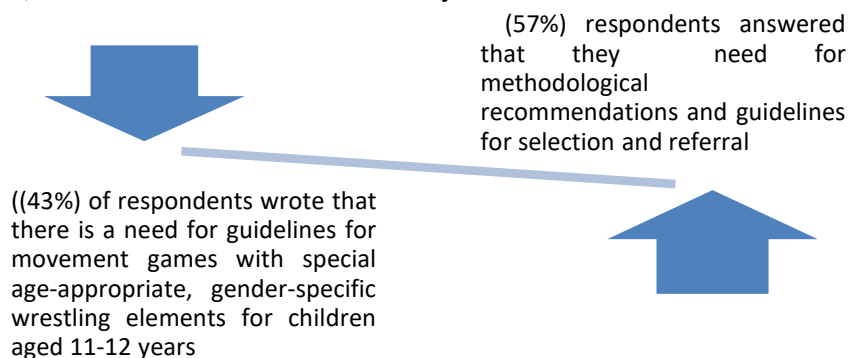 (57%) respondents answered
that they need for
methodological
recommendations and guidelines
for selection and referral
((43%) of respondents wrote that
there is a need for guidelines for
movement games with special
age-appropriate, gender-specific
wrestling elements for children
aged 11-12 years